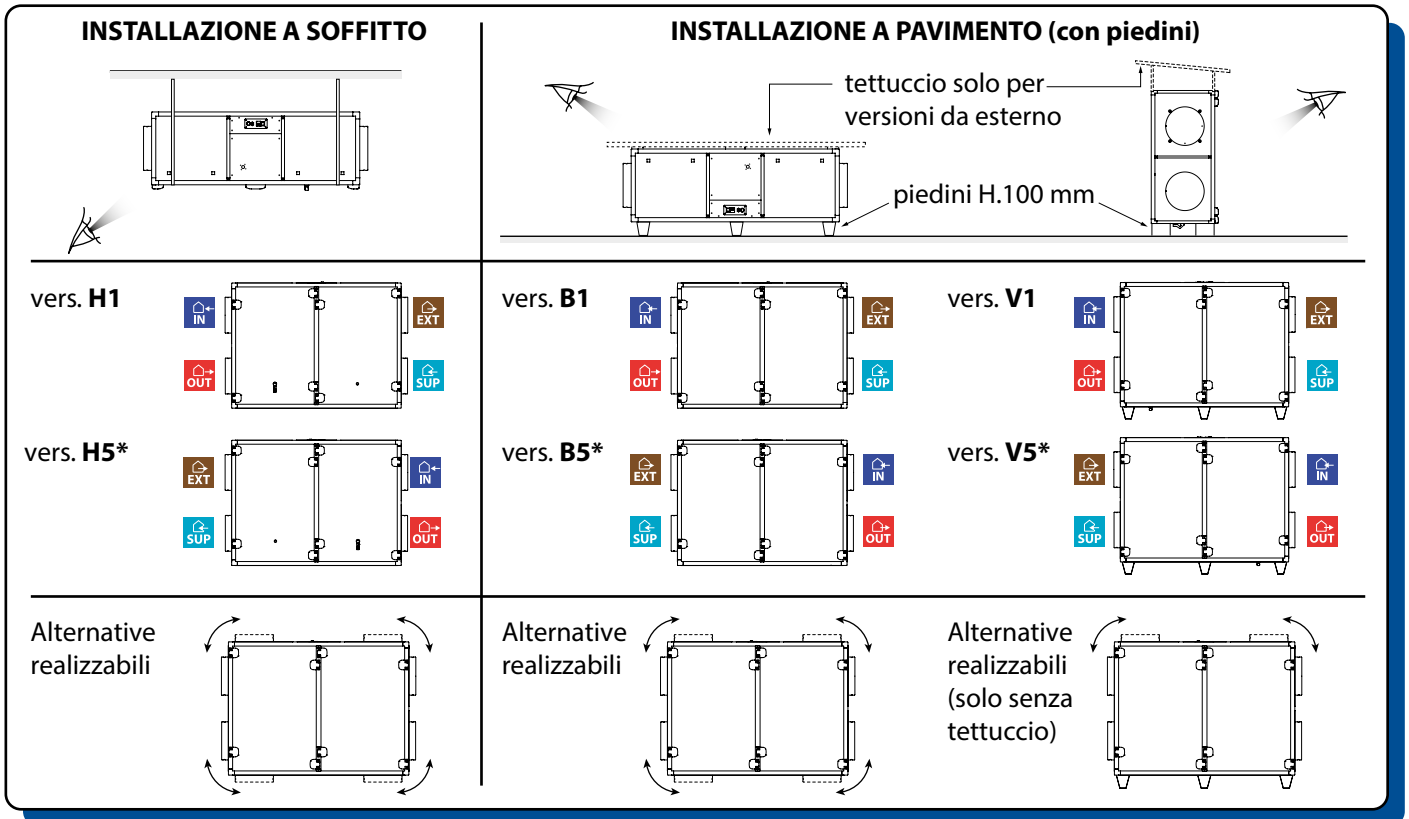 INSTALLAZIONE A SOFFITTO
INSTALLAZIONE A PAVIMENTO (con piedini)
tettuccio solo per
versioni da esterno
piedini H.100 mm
vers. H1
IN
EXT
OUT
SUP
vers. B1
IN
EXT
OUT
SUP
vers. V1
IN
EXT
OUT
SUP
vers. H5*
EXT
IN
SUP
OUT
vers. B5*
EXT
IN
SUP
OUT
vers. V5*
EXT
IN
SUP
OUT
Alternative
realizzabili
Alternative
realizzabili
Alternative
realizzabili
(solo senza
tettuccio)